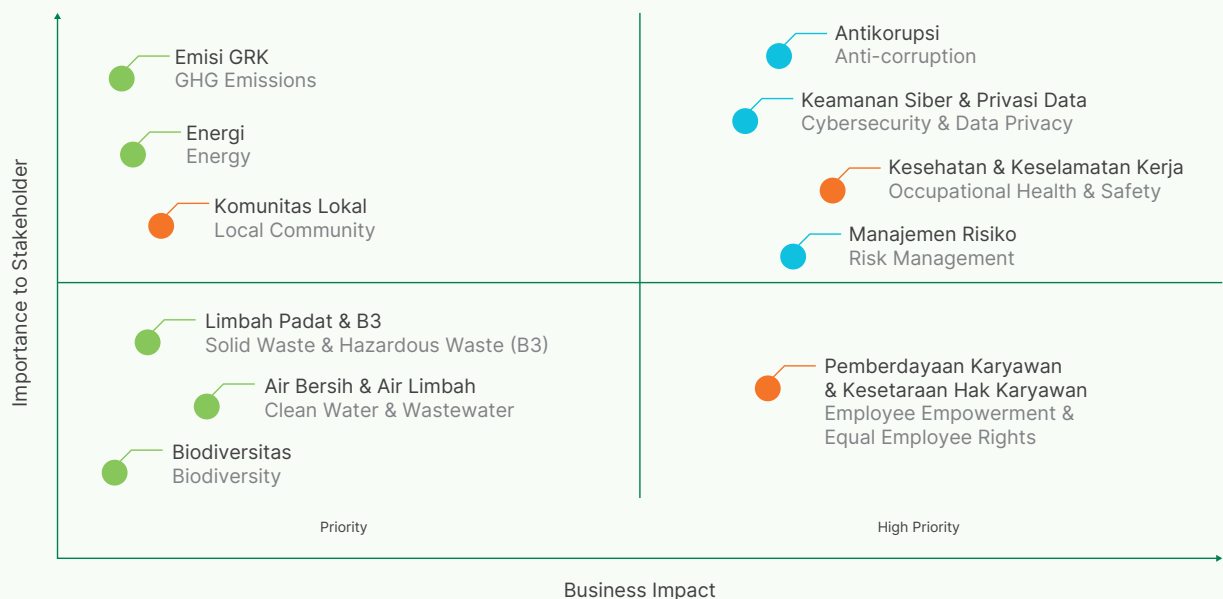 Importance to Stakeholder
Emisi GRK
GHG Emissions
Energi
Energy
Komunitas Lokal
Local Community
Antikorupsi
Anti-corruption
Keamanan Siber & Privasi Data
Cybersecurity & Data Privacy
Kesehatan & Keselamatan Kerja
Occupational Health & Safety
Manajemen Risiko
Risk Management
Limbah Padat & B3
Solid Waste & Hazardous Waste (B3)
Air Bersih & Air Limbah
Clean Water & Wastewater
Biodiversitas
Biodiversity
Pemberdayaan Karyawan
& Kesetaraan Hak Karyawan
Employee Empowerment &
Equal Employee Rights
Priority
High Priority
Business Impact